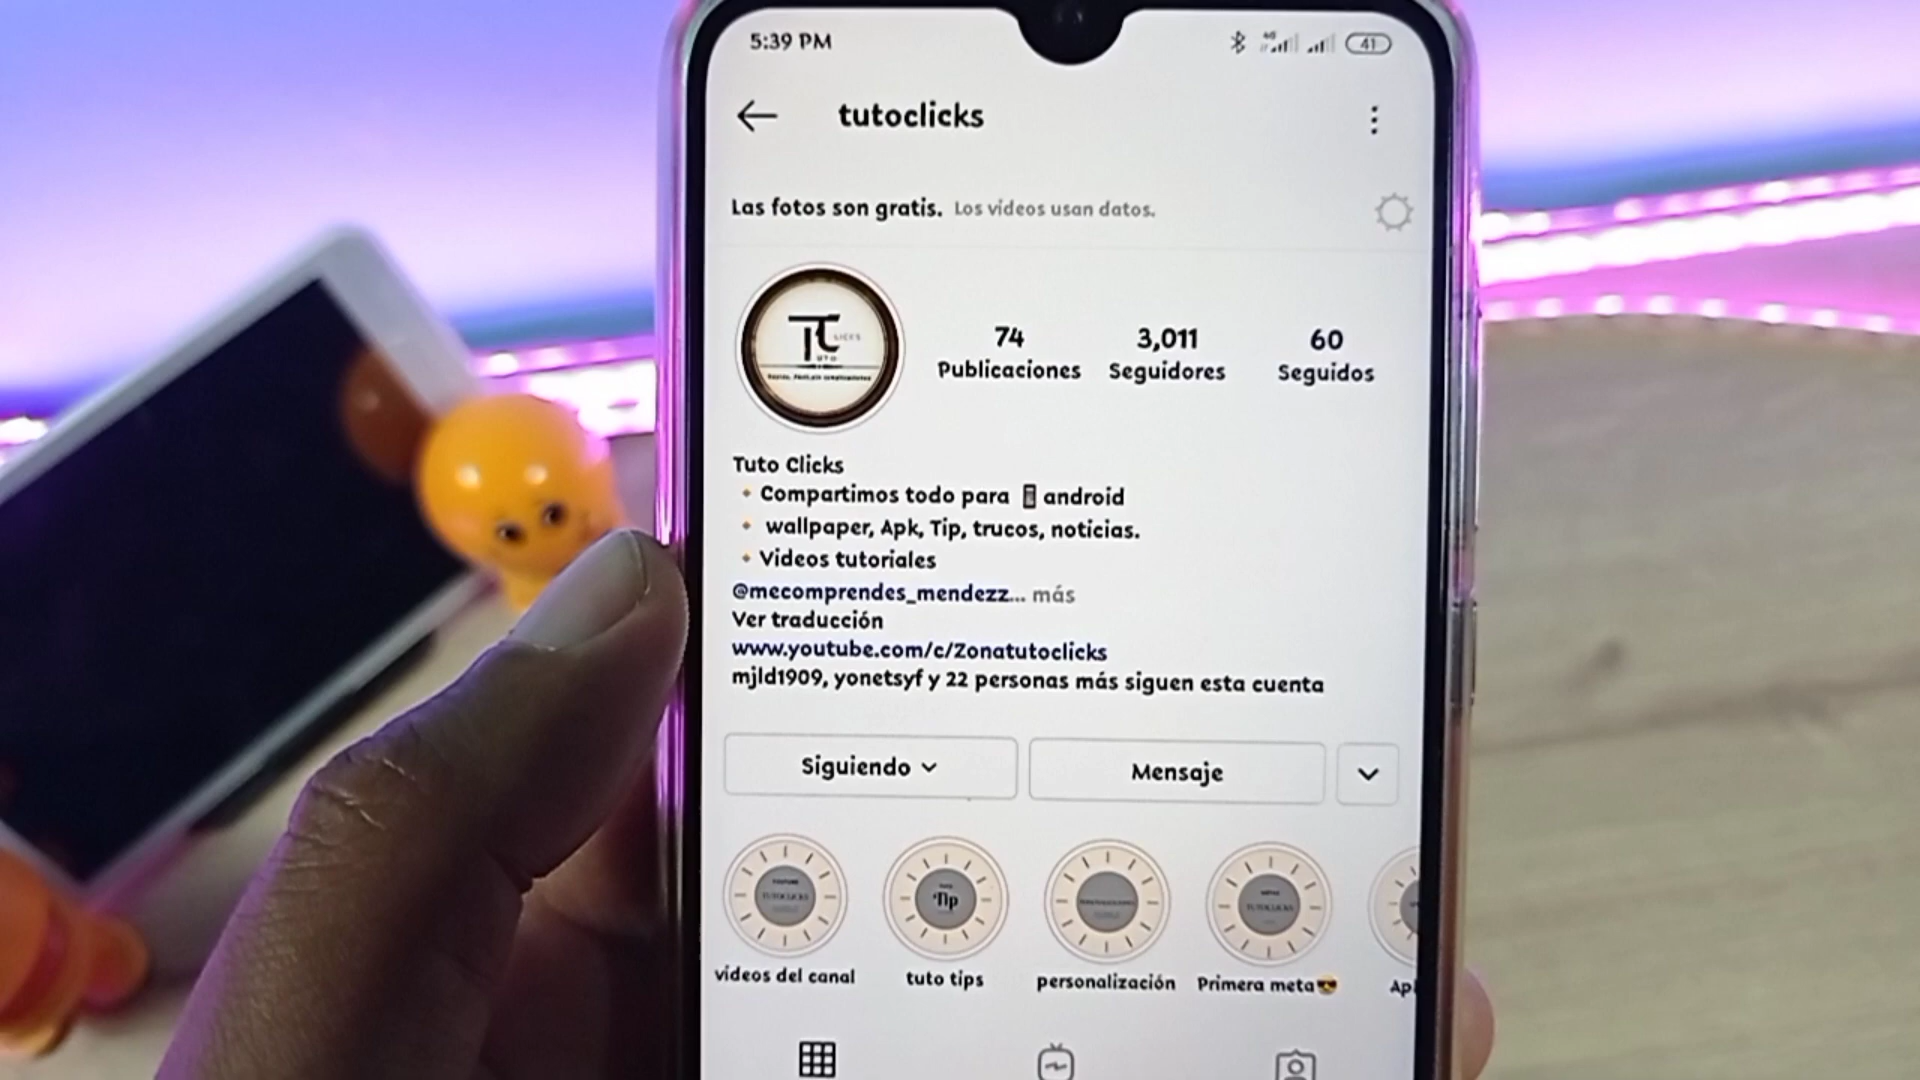 5:39 PM
4G
41
tutoclicks
Las fotos son gratis. Los videos usan datos.
74
Publicaciones
3,011
Seguidores
60
Seguidos
Tuto Clicks
🔸Compartimos todo para 📱android
🔸 wallpaper, Apk, Tip, trucos, noticias.
🔸Videos tutoriales
@mecomprendes_mendezz... más
Ver traducción
www.youtube.com/c/Zonatutoclicks
mjld1909, yonetsyf y 22 personas más siguen esta cuenta
Siguiendo
Mensaje
Tip
TUTOCLICKS
videos del canal
tuto tips
personalización
Primera meta😎